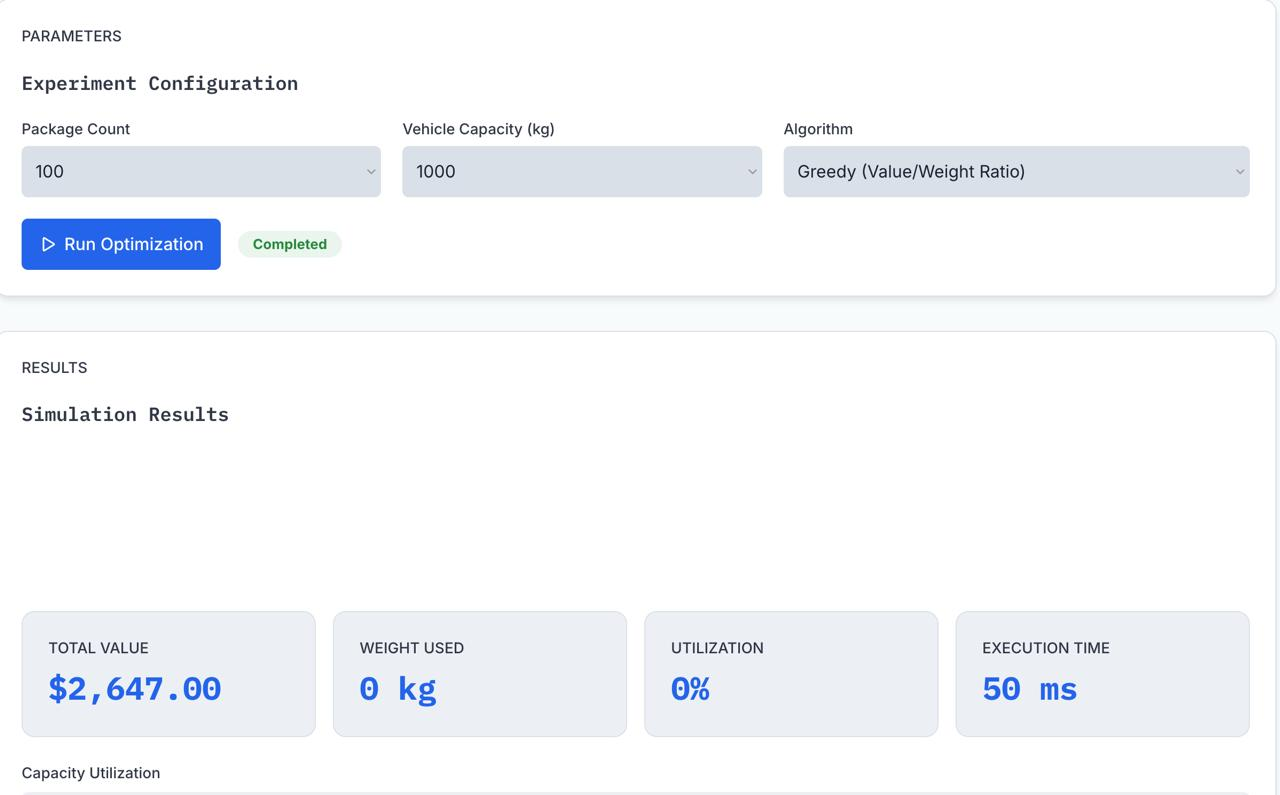 PARAMETERS
Experiment Configuration
Package Count
Vehicle Capacity (kg)
Algorithm
100
1000
Greedy (Value/Weight Ratio)
Run Optimization
Completed
RESULTS
Simulation Results
TOTAL VALUE
$2,647.00
WEIGHT USED
0 kg
UTILIZATION
0%
EXECUTION TIME
50 ms
Capacity Utilization